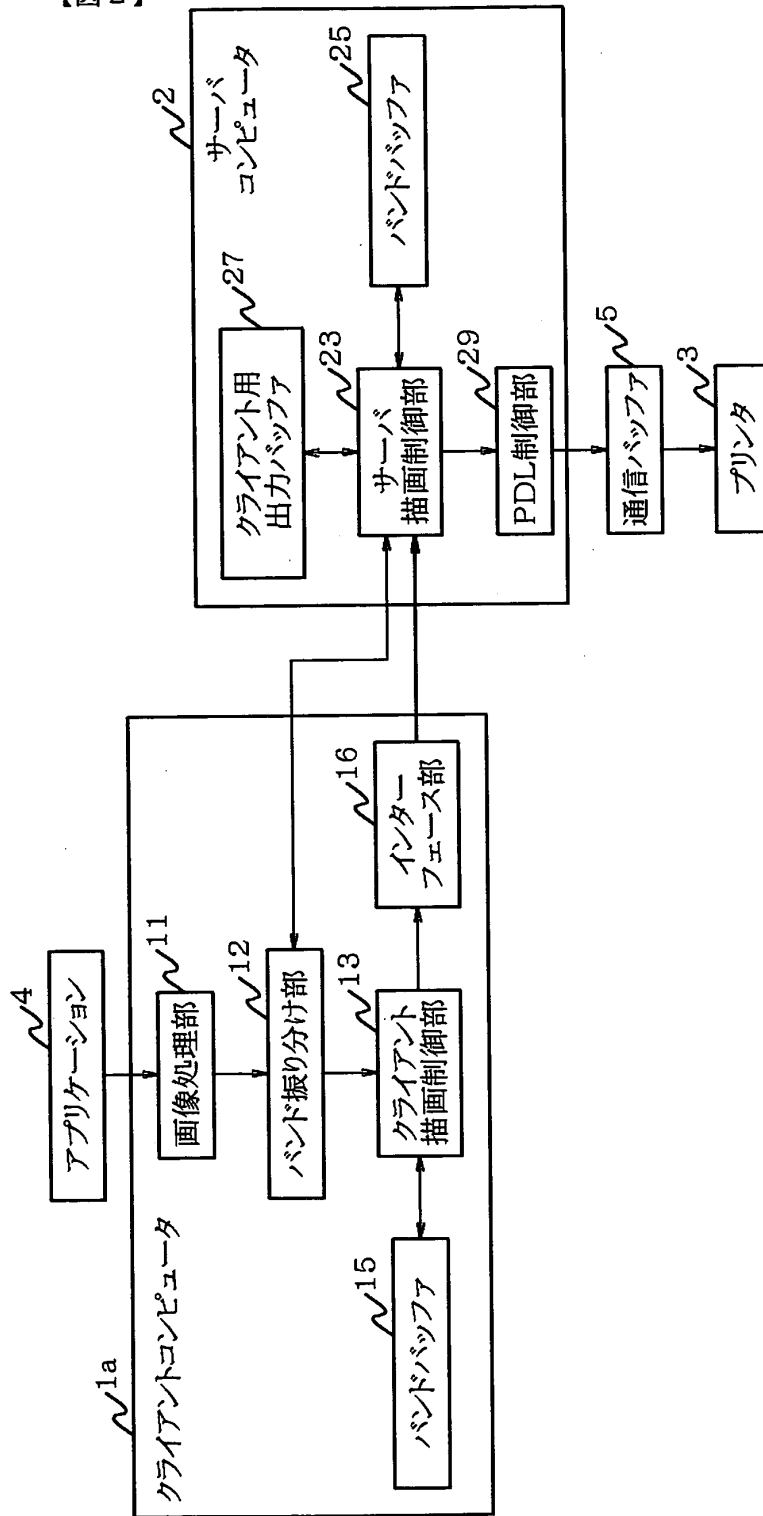 【図2】
4
アプリケーション
1a
クライアントコンピュータ
11
画像処理部
12
バンド振り分け部
13
クライアント
描画制御部
15
バンドバッファ
16
インター
フェース部
2
サーバ
コンピュータ
27
クライアント用
出力バッファ
23
サーバ
描画制御部
25
バンドバッファ
29
PDL制御部
5
通信バッファ
3
プリンタ